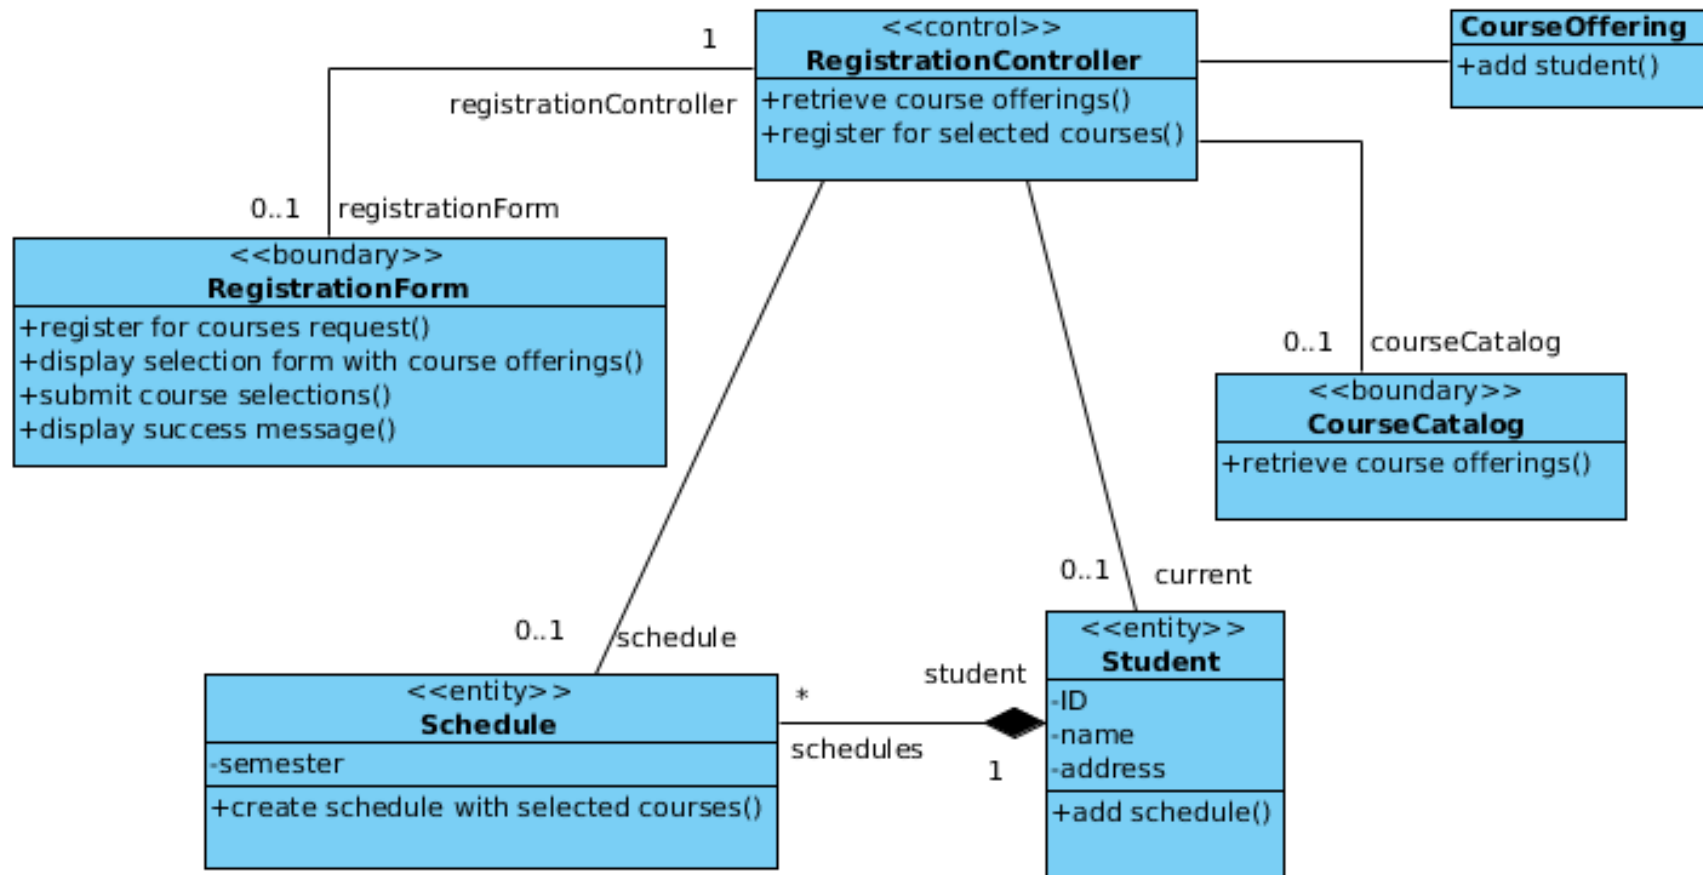 <<control>>
RegistrationController
+retrieve course offerings()
+register for selected courses()
CourseOffering
+add student()
1
registrationController
0..1
registrationForm
<<boundary>>
RegistrationForm
+register for courses request()
+display selection form with course offerings()
+submit course selections()
+display success message()
0..1
courseCatalog
<<boundary>>
CourseCatalog
+retrieve course offerings()
0..1
current
0..1
schedule
<<entity>>
Schedule
-semester
+create schedule with selected courses()
*
schedules
student
1
<<entity>>
Student
-ID
-name
-address
+add schedule()